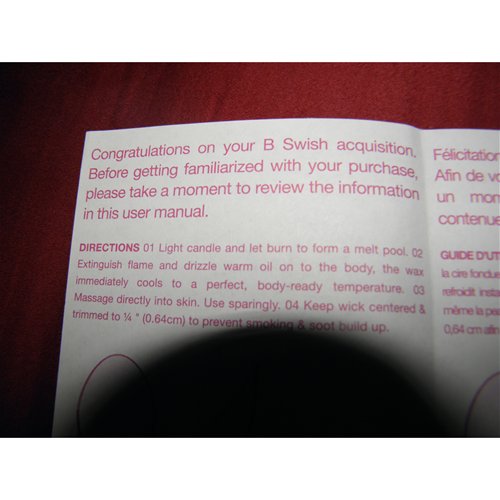 Congratulations on your B Swish acquisition.
Before getting familiarized with your purchase,
please take a moment to review the information
in this user manual.
DIRECTIONS 01 Light candle and let burn to form a melt pool. 02
Extinguish flame and drizzle warm oil on to the body, the wax
immediately cools to a perfect, body-ready temperature. 03
Massage directly into skin. Use sparingly. 04 Keep wick centered &
trimmed to ¼ " (0.64cm) to prevent smoking & soot build up.
Félicitation
Afin de vo
un mom
contenue
GUIDE D'UT
la cire fondue
refroidit insta
même la pea
0,64 cm afin